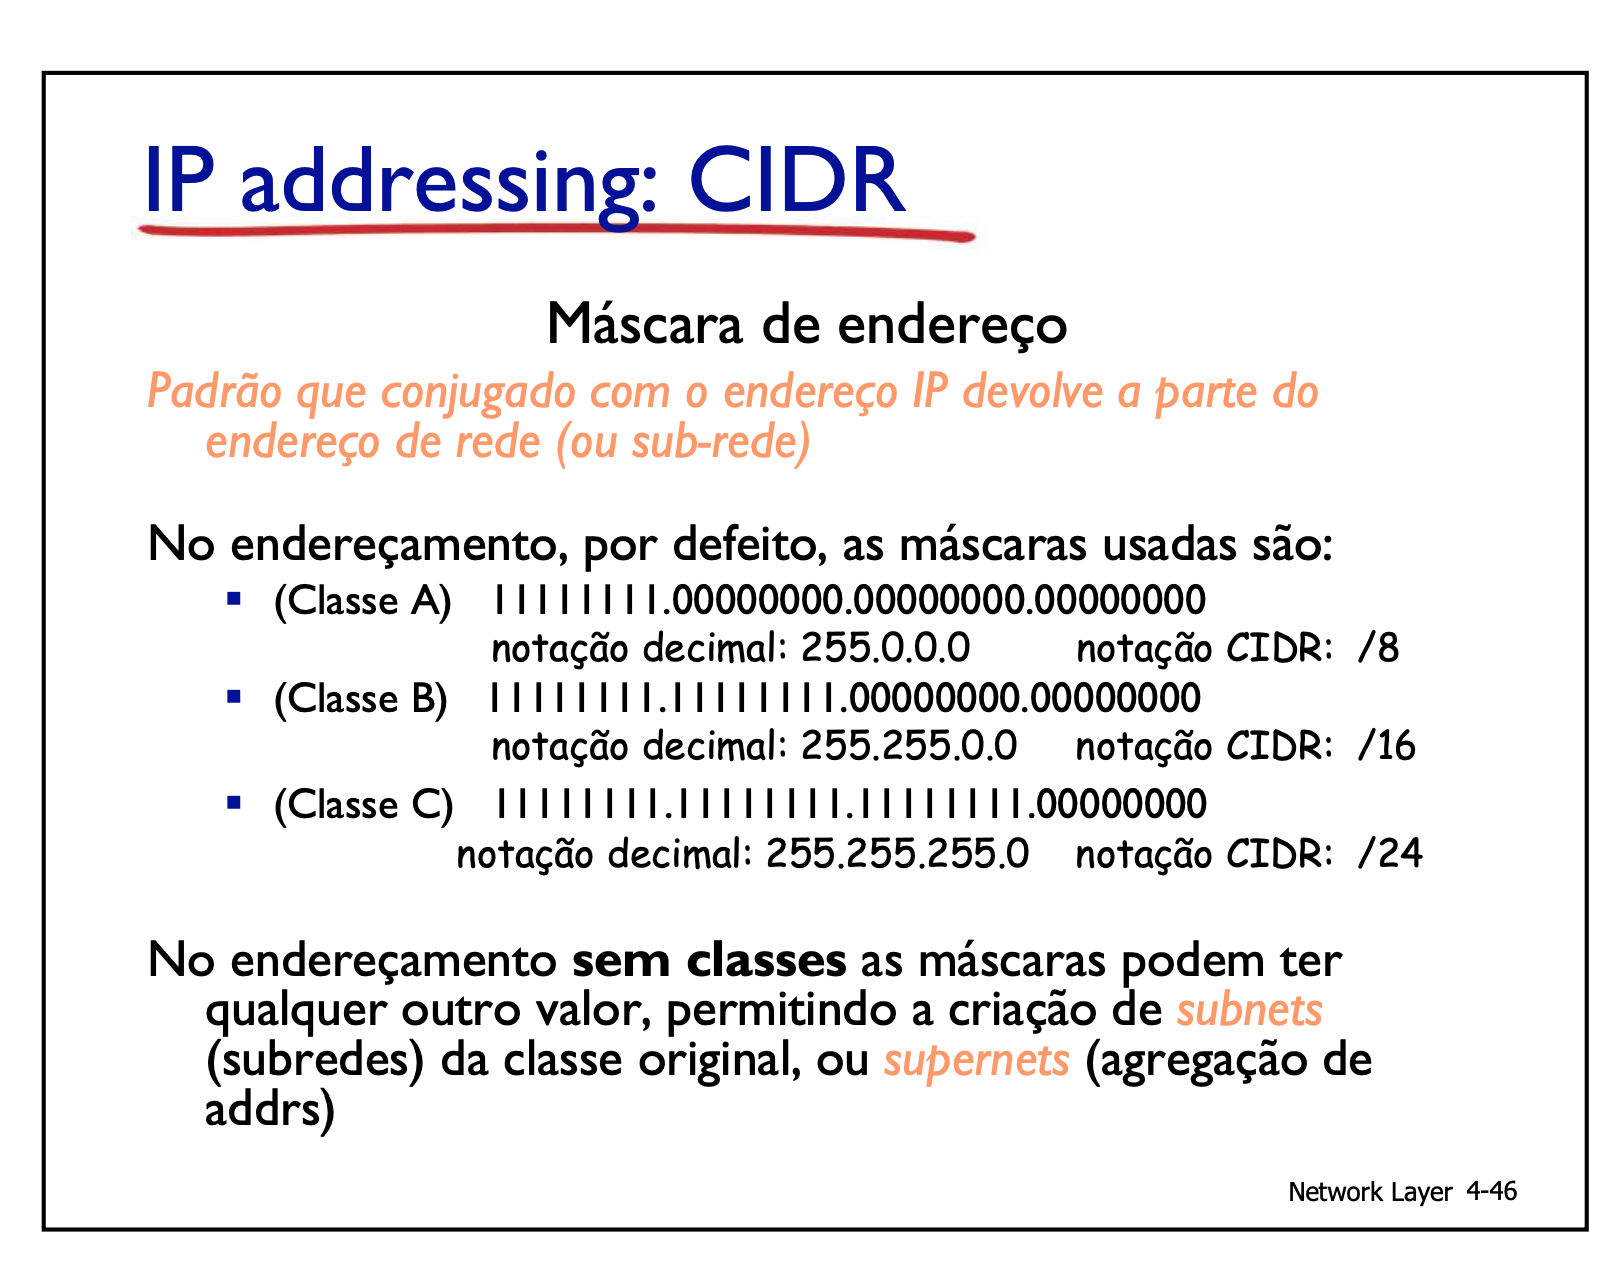 IP addressing: CIDR
Máscara de endereço
Padrão que conjugado com o endereço IP devolve a parte do
endereço de rede (ou sub-rede)
No endereçamento, por defeito, as máscaras usadas são:
▪ (Classe A) 11111111.00000000.00000000.00000000
notação decimal: 255.0.0.0 notação CIDR: /8
▪ (Classe B) 11111111.11111111.00000000.00000000
notação decimal: 255.255.0.0 notação CIDR: /16
▪ (Classe C) 11111111.11111111.11111111.00000000
notação decimal: 255.255.255.0 notação CIDR: /24
No endereçamento sem classes as máscaras podem ter
qualquer outro valor, permitindo a criação de subnets
(subredes) da classe original, ou supernets (agregação de
addrs)
Network Layer 4-46